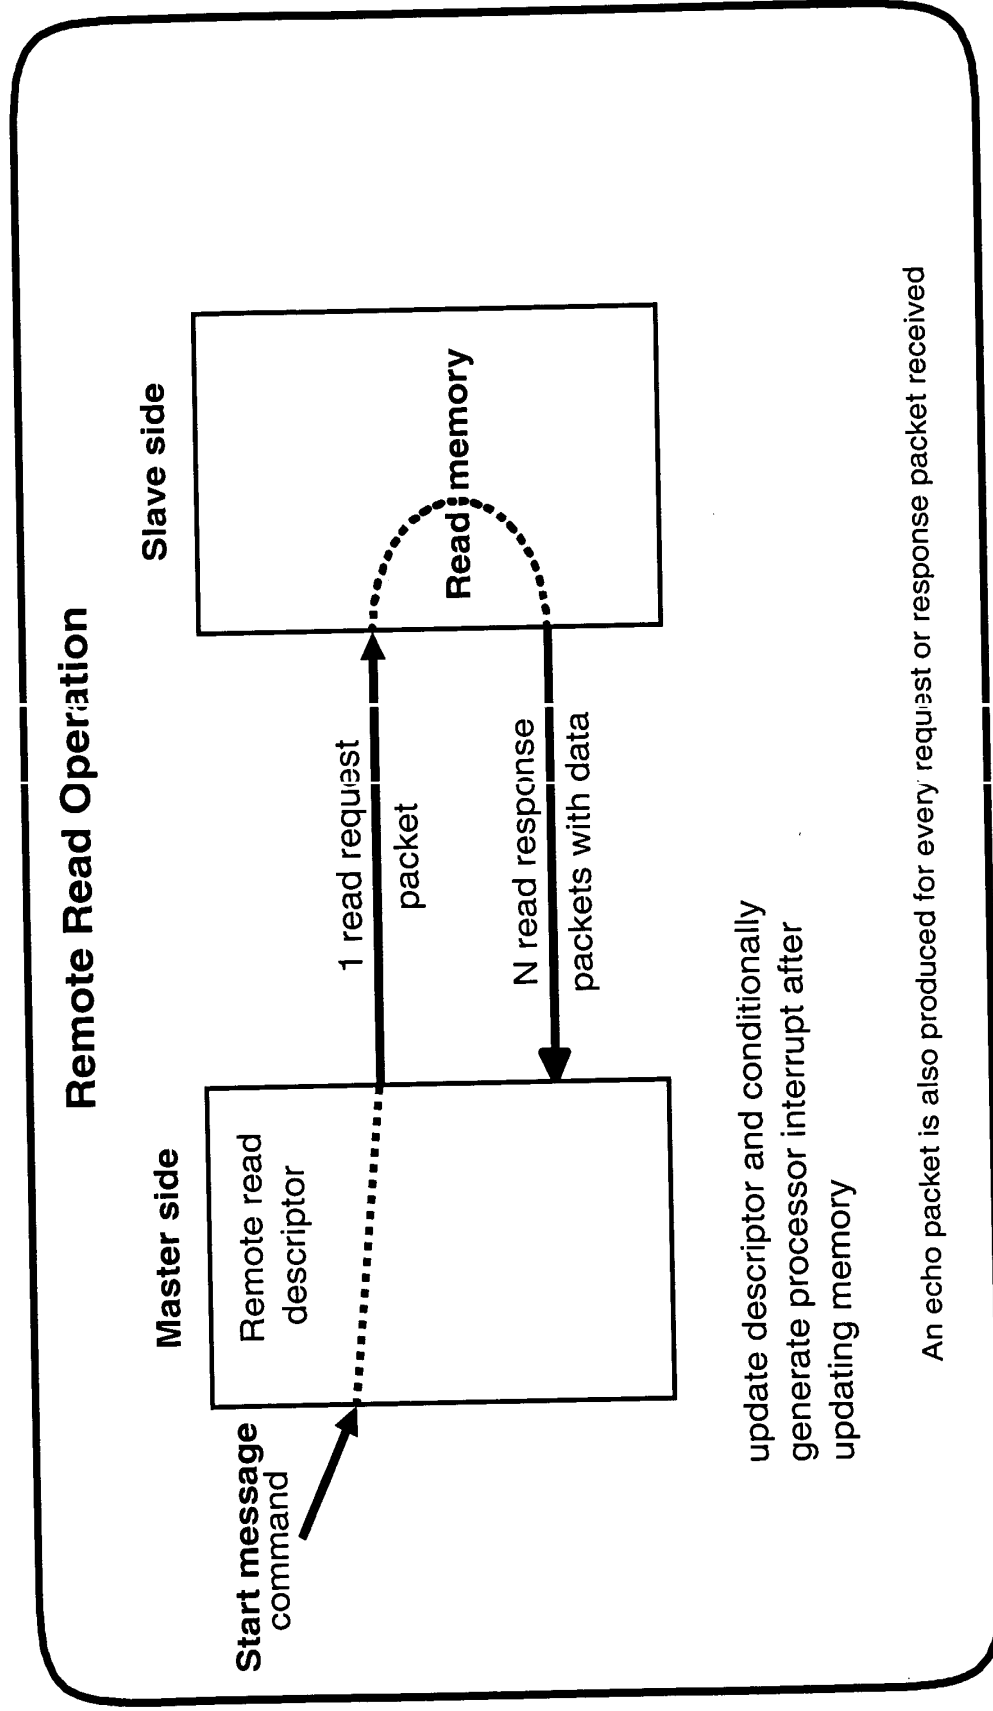 Remote Read Operation
Master side
Slave side
Start message
command
Remote read
descriptor
1 read request
packet
Read memory
N read response
packets with data
update descriptor and conditionally
generate processor interrupt after
updating memory
An echo packet is also produced for every request or response packet received